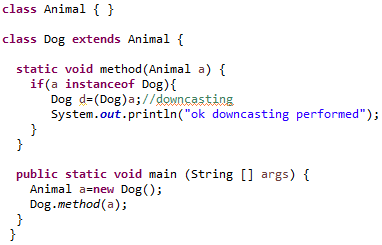 class Animal { }
class Dog extends Animal {
static void method(Animal a) {
if(a instanceof Dog){
Dog d=(Dog)a;//downcasting
System.out.println("ok downcasting performed");
}
}
public static void main (String [] args) {
Animal a=new Dog();
Dog.method(a);
}
}